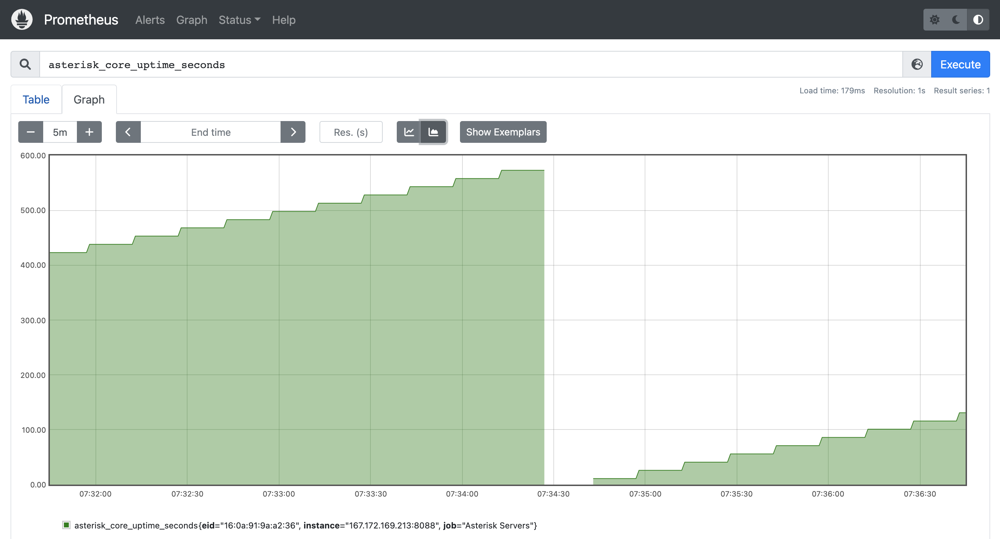 Prometheus Alerts Graph Status Help
asterisk_core_uptime_seconds Execute
Table Graph Load time: 179ms Resolution: 1s Result series: 1
5m End time Res. (s) Show Exemplars
600.00
500.00
400.00
300.00
200.00
100.00
0.00
07:32:00 07:32:30 07:33:00 07:33:30 07:34:00 07:34:30 07:35:00 07:35:30 07:36:00 07:36:30
asterisk_core_uptime_seconds{eid="16:0a:91:9a:a2:36", instance="167.172.169.213:8088", job="Asterisk Servers"}